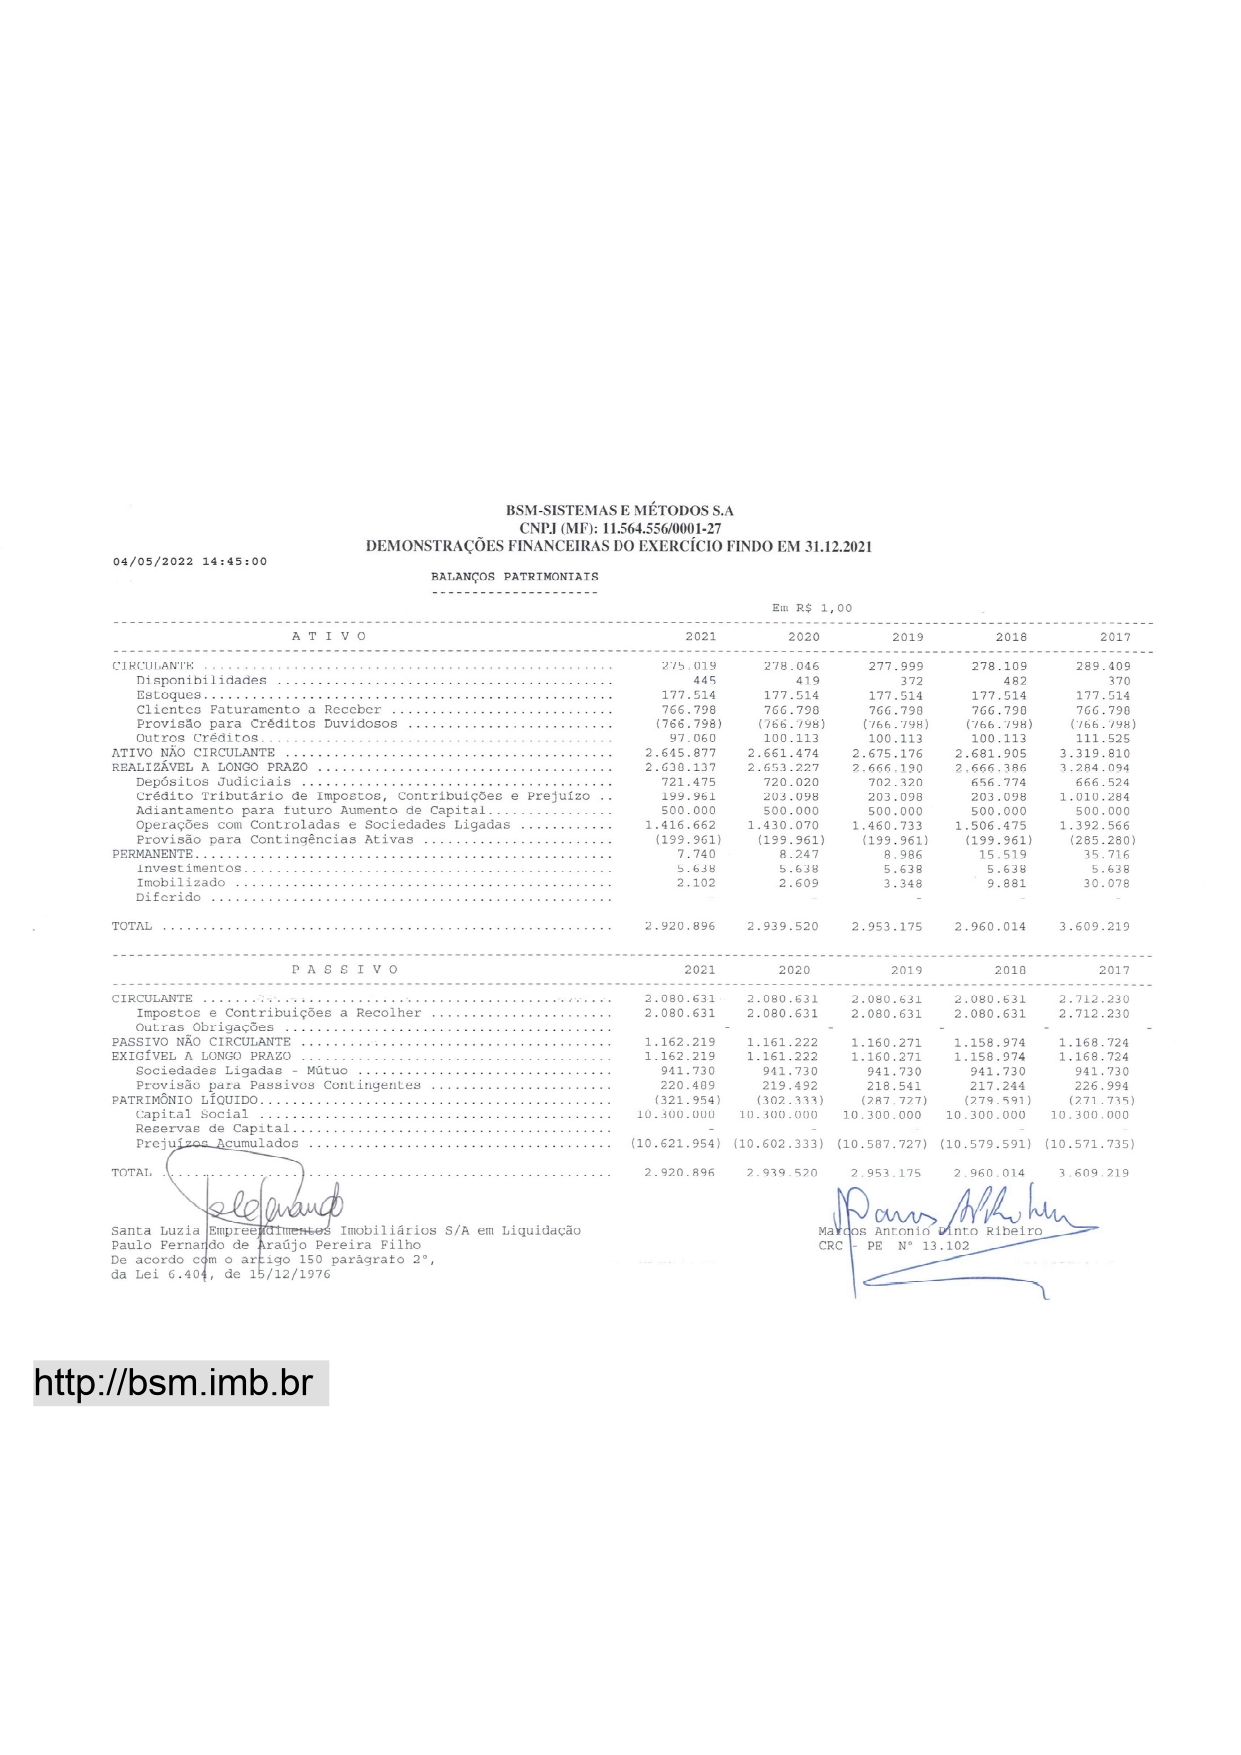 BSM-SISTEMAS E MÉTODOS S.A
CNPJ (MF): 11.564.556/0001-27
DEMONSTRAÇÕES FINANCEIRAS DO EXERCÍCIO FINDO EM 31.12.2021
04/05/2022 14:45:00
BALANÇOS PATRIMONIAIS
Em R$ 1,00
A T I V O 2021 2020 2019 2018 2017
CIRCULANTE 275.019 278.046 277.999 278.109 289.409
Disponibilidades 445 419 372 482 370
Estoques 177.514 177.514 177.514 177.514 177.514
Clientes Faturamento a Receber 766.798 766.798 766.798 766.798 766.798
Provisão para Créditos Duvidosos (766.798) (766.798) (766.798) (766.798) (766.798)
Outros Créditos 97.060 100.113 100.113 100.113 111.525
ATIVO NÃO CIRCULANTE 2.645.877 2.661.474 2.675.176 2.681.905 3.319.810
REALIZÁVEL A LONGO PRAZO 2.638.137 2.653.227 2.666.190 2.666.386 3.284.094
Depósitos Judiciais 721.475 720.020 702.320 656.774 666.524
Crédito Tributário de Impostos, Contribuições e Prejuízo 199.961 203.098 203.098 203.098 1.010.284
Adiantamento para futuro Aumento de Capital 500.000 500.000 500.000 500.000 500.000
Operações com Controladas e Sociedades Ligadas 1.416.662 1.430.070 1.460.733 1.506.475 1.392.566
Provisão para Contingências Ativas (199.961) (199.961) (199.961) (199.961) (285.280)
PERMANENTE 7.740 8.247 8.986 15.519 35.716
Investimentos 5.638 5.638 5.638 5.638 5.638
Imobilizado 2.102 2.609 3.348 9.881 30.078
Diferido - - - - -
TOTAL 2.920.896 2.939.520 2.953.175 2.960.014 3.609.219
P A S S I V O 2021 2020 2019 2018 2017
CIRCULANTE 2.080.631 2.080.631 2.080.631 2.080.631 2.712.230
Impostos e Contribuições a Recolher 2.080.631 2.080.631 2.080.631 2.080.631 2.712.230
Outras Obrigações - - - - -
PASSIVO NÃO CIRCULANTE 1.162.219 1.161.222 1.160.271 1.158.974 1.168.724
EXIGÍVEL A LONGO PRAZO 1.162.219 1.161.222 1.160.271 1.158.974 1.168.724
Sociedades Ligadas - Mútuo 941.730 941.730 941.730 941.730 941.730
Provisão para Passivos Contingentes 220.489 219.492 218.541 217.244 226.994
PATRIMÔNIO LÍQUIDO (321.954) (302.333) (287.727) (279.591) (271.735)
Capital Social 10.300.000 10.300.000 10.300.000 10.300.000 10.300.000
Reservas de Capital - - - - -
Prejuízos Acumulados (10.621.954) (10.602.333) (10.587.727) (10.579.591) (10.571.735)
TOTAL 2.920.896 2.939.520 2.953.175 2.960.014 3.609.219
Santa Luzia Empreendimentos Imobiliários S/A em Liquidação
Paulo Fernando de Araújo Pereira Filho
De acordo com o artigo 150 parágrato 2º,
da Lei 6.404, de 15/12/1976
Marcos Antonio Pinto Ribeiro
CRC - PE Nº 13.102
http://bsm.imb.br